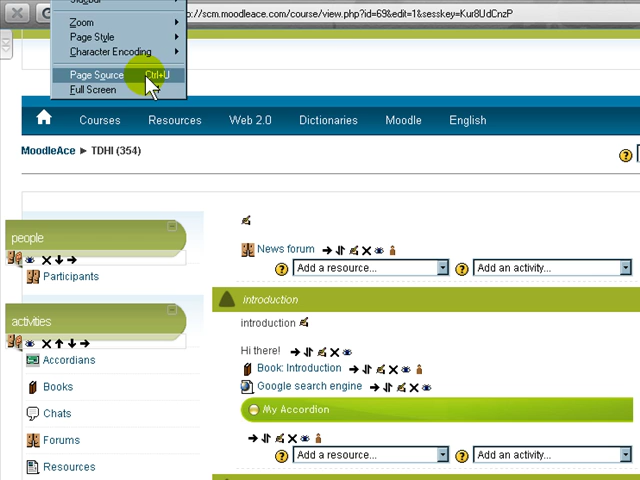 Sidebar
://scm.moodleace.com/course/view.php?id=69&edit=1&sesskey=Kur8UdCnzP
Zoom
Page Style
Character Encoding
Page Source Ctrl+U
Full Screen
Courses Resources Web 2.0 Dictionaries Moodle English
MoodleAce ► TDHI (354)
people
Participants
activities
Accordians
Books
Chats
Forums
Resources
News forum
Add a resource... Add an activity...
introduction
introduction
Hi there!
Book: Introduction
Google search engine
My Accordion
Add a resource... Add an activity...